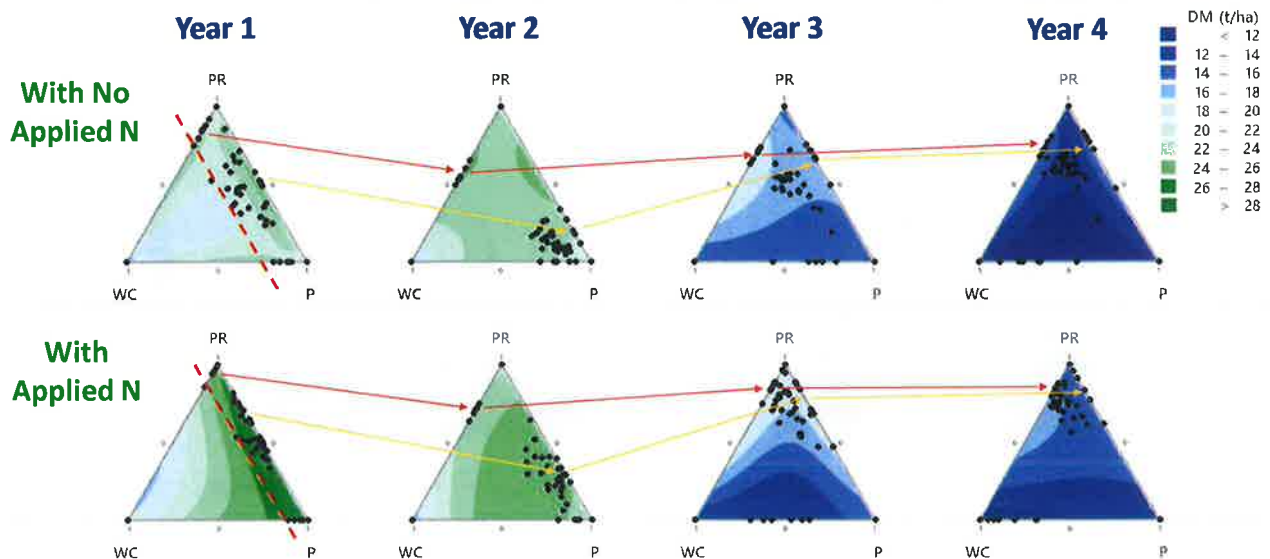 Year 1
Year 2
Year 3
Year 4
DM (t/ha)
< 12
12 – 14
14 – 16
16 – 18
18 – 20
20 – 22
22 – 24
24 – 26
26 – 28
> 28
With No
Applied N
PR
PR
PR
PR
WC
P
WC
P
WC
P
WC
P
With
Applied N
PR
PR
PR
PR
WC
P
WC
P
WC
P
WC
P